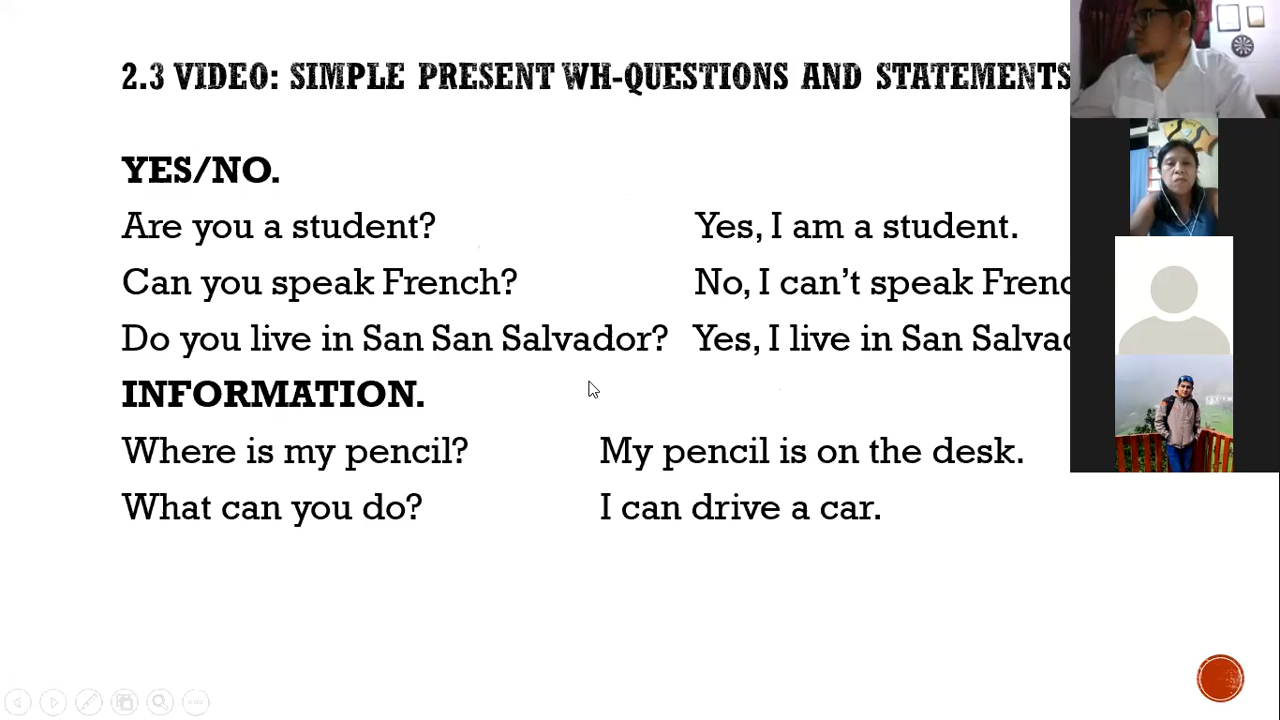 2.3 VIDEO: SIMPLE PRESENT WH-QUESTIONS AND STATEMENTS
YES/NO.
Are you a student? Yes, I am a student.
Can you speak French? No, I can't speak Frenc
Do you live in San San Salvador? Yes, I live in San Salvad
INFORMATION.
Where is my pencil? My pencil is on the desk.
What can you do? I can drive a car.